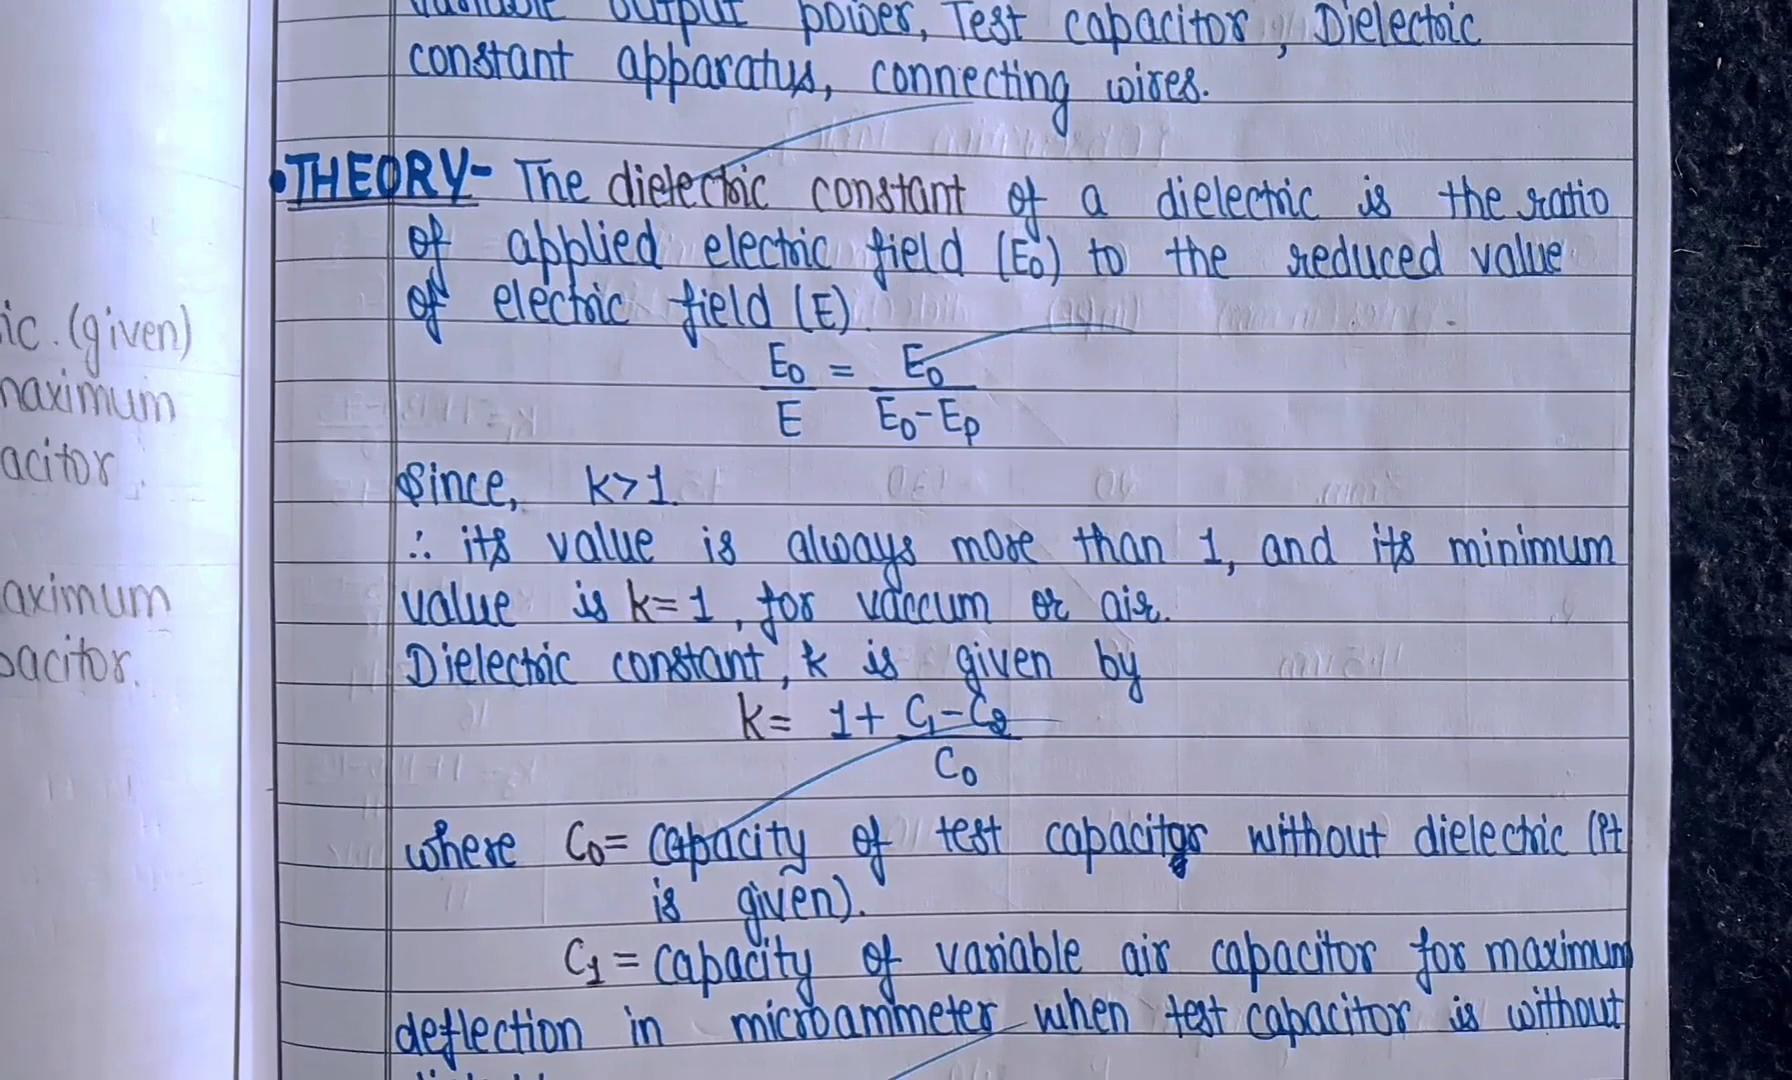 variable output power, Test capacitor, Dielectric
constant apparatus, connecting wires.
•THEORY- The dielectric constant of a dielectric is the ratio
of applied electric field (E₀) to the reduced value
of electric field (E).
E₀/E = E₀/(E₀-Eₚ)
Since, k>1.
∴ its value is always more than 1, and its minimum
value is k=1, for vaccum or air.
Dielectric constant, k is given by
k= 1+ (C₁-C₂)/C₀
where C₀= capacity of test capacitor without dielectric (it
is given).
C₁ = capacity of variable air capacitor for maximum
deflection in microammeter when test capacitor is without
ic. (given)
maximum
acitor.
aximum
pacitor.